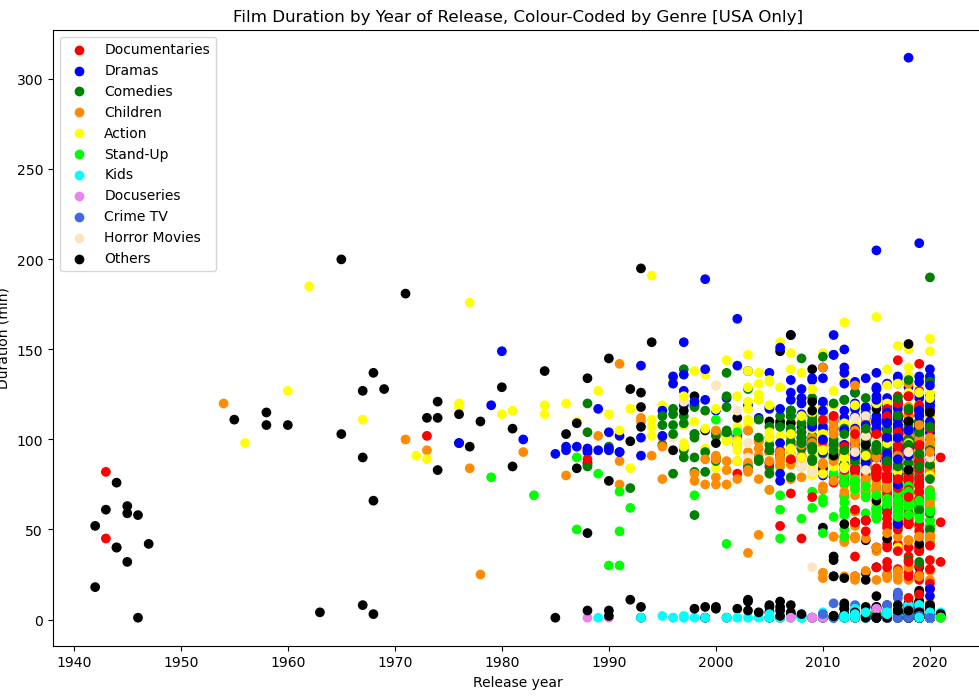 Film Duration by Year of Release, Colour-Coded by Genre [USA Only]
Documentaries
Dramas
Comedies
Children
Action
Stand-Up
Kids
Docuseries
Crime TV
Horror Movies
Others
300
250
200
150
100
50
0
Duration (min)
1940 1950 1960 1970 1980 1990 2000 2010 2020
Release year